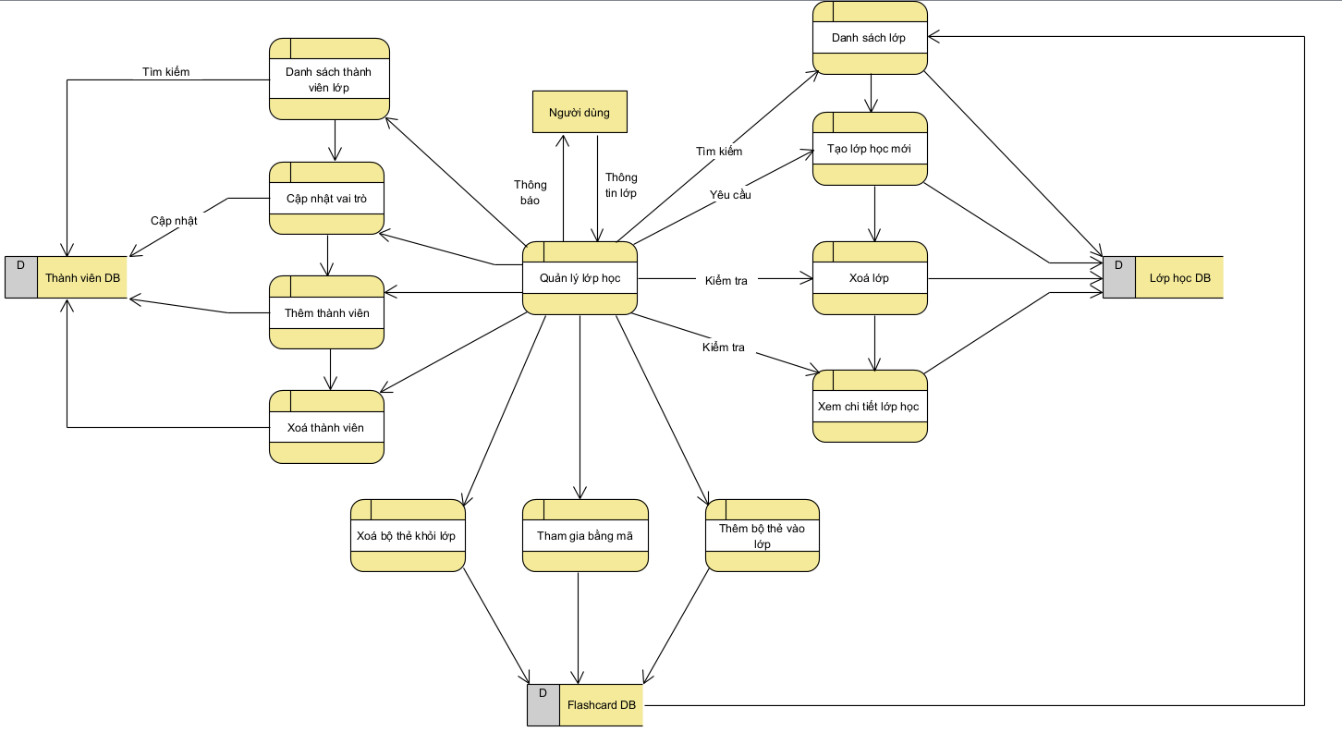 Danh sách lớp
Tìm kiếm
Danh sách thành
viên lớp
Người dùng
Tạo lớp học mới
Tìm kiếm
Thông
báo
Thông
tin lớp
Yêu cầu
Cập nhật vai trò
Cập nhật
D
Thành viên DB
Quản lý lớp học
Kiểm tra
Xoá lớp
D
Lớp học DB
Thêm thành viên
Kiểm tra
Xem chi tiết lớp học
Xoá thành viên
Xoá bộ thẻ khỏi lớp
Tham gia bằng mã
Thêm bộ thẻ vào
lớp
D
Flashcard DB